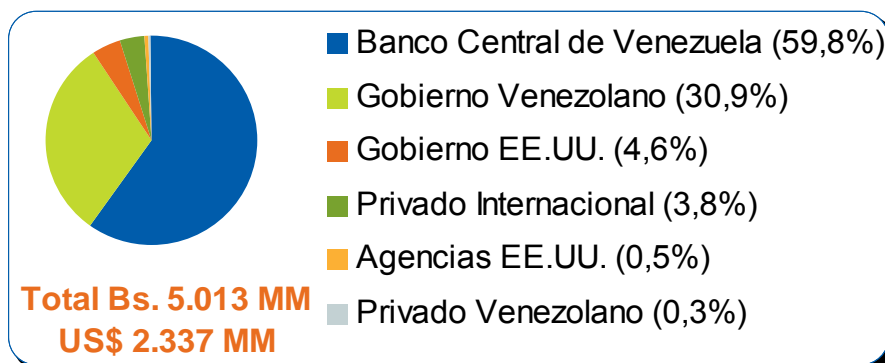 Banco Central de Venezuela (59,8%)
Gobierno Venezolano (30,9%)
Gobierno EE.UU. (4,6%)
Privado Internacional (3,8%)
Agencias EE.UU. (0,5%)
Privado Venezolano (0,3%)
Total Bs. 5.013 MM
US$ 2.337 MM